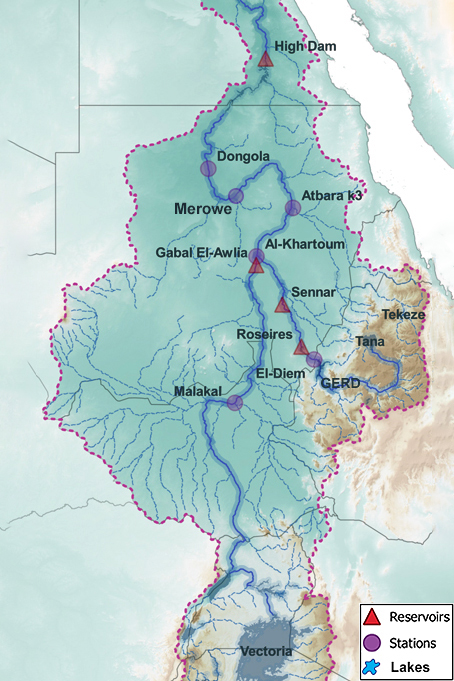 High Dam
Dongola
Merowe
Atbara k3
Al-Khartoum
Gabal El-Awlia
Sennar
Tekeze
Roseires
Tana
El-Diem
GERD
Malakal
Vectoria
Reservoirs
Stations
Lakes